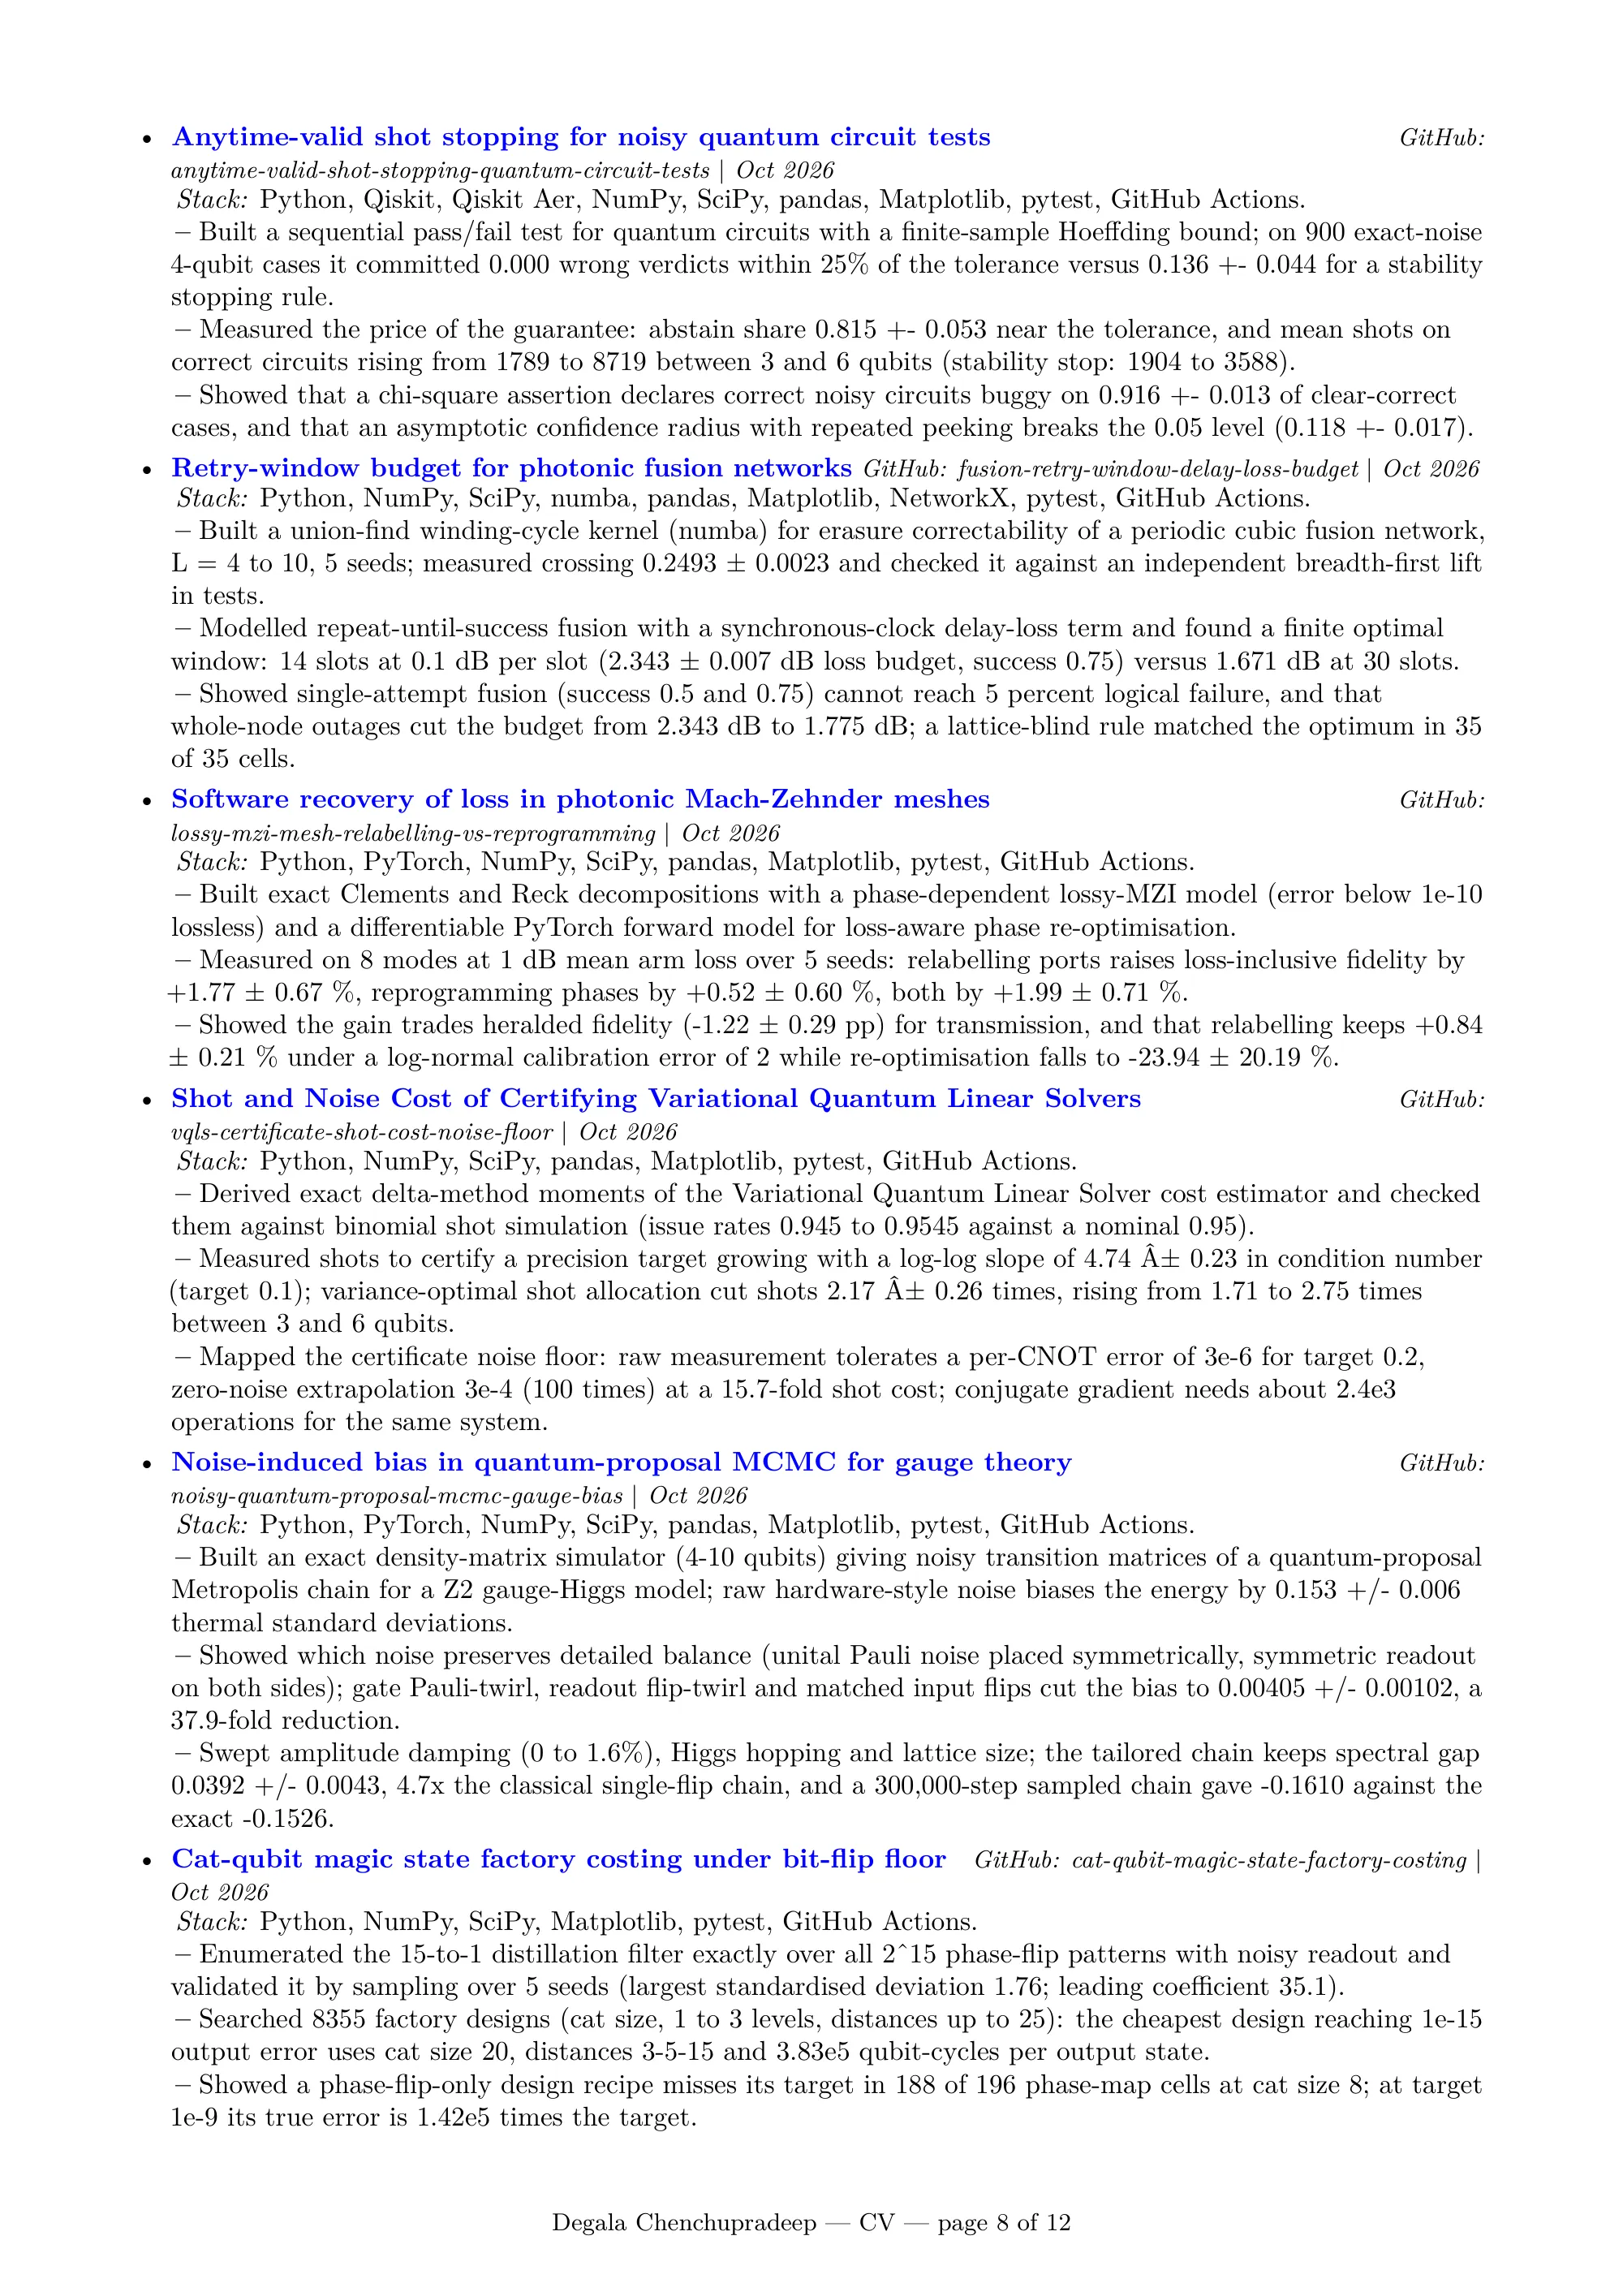 • Anytime-valid shot stopping for noisy quantum circuit tests GitHub:
anytime-valid-shot-stopping-quantum-circuit-tests | Oct 2026
Stack: Python, Qiskit, Qiskit Aer, NumPy, SciPy, pandas, Matplotlib, pytest, GitHub Actions.
– Built a sequential pass/fail test for quantum circuits with a finite-sample Hoeffding bound; on 900 exact-noise
4-qubit cases it committed 0.000 wrong verdicts within 25% of the tolerance versus 0.136 +- 0.044 for a stability
stopping rule.
– Measured the price of the guarantee: abstain share 0.815 +- 0.053 near the tolerance, and mean shots on
correct circuits rising from 1789 to 8719 between 3 and 6 qubits (stability stop: 1904 to 3588).
– Showed that a chi-square assertion declares correct noisy circuits buggy on 0.916 +- 0.013 of clear-correct
cases, and that an asymptotic confidence radius with repeated peeking breaks the 0.05 level (0.118 +- 0.017).
• Retry-window budget for photonic fusion networks GitHub: fusion-retry-window-delay-loss-budget | Oct 2026
Stack: Python, NumPy, SciPy, numba, pandas, Matplotlib, NetworkX, pytest, GitHub Actions.
– Built a union-find winding-cycle kernel (numba) for erasure correctability of a periodic cubic fusion network,
L = 4 to 10, 5 seeds; measured crossing 0.2493 ± 0.0023 and checked it against an independent breadth-first lift
in tests.
– Modelled repeat-until-success fusion with a synchronous-clock delay-loss term and found a finite optimal
window: 14 slots at 0.1 dB per slot (2.343 ± 0.007 dB loss budget, success 0.75) versus 1.671 dB at 30 slots.
– Showed single-attempt fusion (success 0.5 and 0.75) cannot reach 5 percent logical failure, and that
whole-node outages cut the budget from 2.343 dB to 1.775 dB; a lattice-blind rule matched the optimum in 35
of 35 cells.
• Software recovery of loss in photonic Mach-Zehnder meshes GitHub:
lossy-mzi-mesh-relabelling-vs-reprogramming | Oct 2026
Stack: Python, PyTorch, NumPy, SciPy, pandas, Matplotlib, pytest, GitHub Actions.
– Built exact Clements and Reck decompositions with a phase-dependent lossy-MZI model (error below 1e-10
lossless) and a differentiable PyTorch forward model for loss-aware phase re-optimisation.
– Measured on 8 modes at 1 dB mean arm loss over 5 seeds: relabelling ports raises loss-inclusive fidelity by
+1.77 ± 0.67 %, reprogramming phases by +0.52 ± 0.60 %, both by +1.99 ± 0.71 %.
– Showed the gain trades heralded fidelity (-1.22 ± 0.29 pp) for transmission, and that relabelling keeps +0.84
± 0.21 % under a log-normal calibration error of 2 while re-optimisation falls to -23.94 ± 20.19 %.
• Shot and Noise Cost of Certifying Variational Quantum Linear Solvers GitHub:
vqls-certificate-shot-cost-noise-floor | Oct 2026
Stack: Python, NumPy, SciPy, pandas, Matplotlib, pytest, GitHub Actions.
– Derived exact delta-method moments of the Variational Quantum Linear Solver cost estimator and checked
them against binomial shot simulation (issue rates 0.945 to 0.9545 against a nominal 0.95).
– Measured shots to certify a precision target growing with a log-log slope of 4.74 Â± 0.23 in condition number
(target 0.1); variance-optimal shot allocation cut shots 2.17 Â± 0.26 times, rising from 1.71 to 2.75 times
between 3 and 6 qubits.
– Mapped the certificate noise floor: raw measurement tolerates a per-CNOT error of 3e-6 for target 0.2,
zero-noise extrapolation 3e-4 (100 times) at a 15.7-fold shot cost; conjugate gradient needs about 2.4e3
operations for the same system.
• Noise-induced bias in quantum-proposal MCMC for gauge theory GitHub:
noisy-quantum-proposal-mcmc-gauge-bias | Oct 2026
Stack: Python, PyTorch, NumPy, SciPy, pandas, Matplotlib, pytest, GitHub Actions.
– Built an exact density-matrix simulator (4-10 qubits) giving noisy transition matrices of a quantum-proposal
Metropolis chain for a Z2 gauge-Higgs model; raw hardware-style noise biases the energy by 0.153 +/- 0.006
thermal standard deviations.
– Showed which noise preserves detailed balance (unital Pauli noise placed symmetrically, symmetric readout
on both sides); gate Pauli-twirl, readout flip-twirl and matched input flips cut the bias to 0.00405 +/- 0.00102, a
37.9-fold reduction.
– Swept amplitude damping (0 to 1.6%), Higgs hopping and lattice size; the tailored chain keeps spectral gap
0.0392 +/- 0.0043, 4.7x the classical single-flip chain, and a 300,000-step sampled chain gave -0.1610 against the
exact -0.1526.
• Cat-qubit magic state factory costing under bit-flip floor GitHub: cat-qubit-magic-state-factory-costing |
Oct 2026
Stack: Python, NumPy, SciPy, Matplotlib, pytest, GitHub Actions.
– Enumerated the 15-to-1 distillation filter exactly over all 2^15 phase-flip patterns with noisy readout and
validated it by sampling over 5 seeds (largest standardised deviation 1.76; leading coefficient 35.1).
– Searched 8355 factory designs (cat size, 1 to 3 levels, distances up to 25): the cheapest design reaching 1e-15
output error uses cat size 20, distances 3-5-15 and 3.83e5 qubit-cycles per output state.
– Showed a phase-flip-only design recipe misses its target in 188 of 196 phase-map cells at cat size 8; at target
1e-9 its true error is 1.42e5 times the target.
Degala Chenchupradeep — CV — page 8 of 12